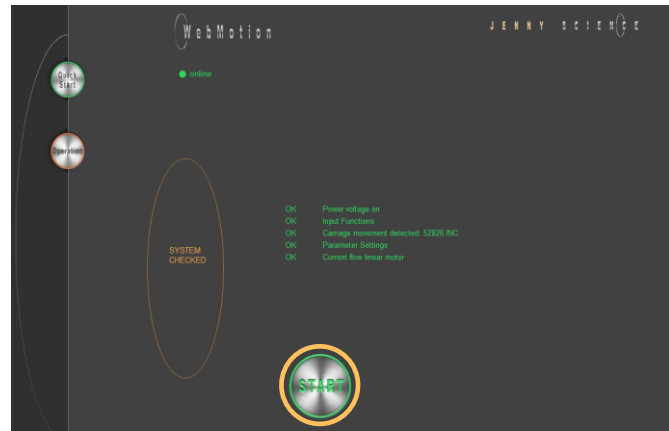 WebMotion
JENNY SCIENCE
online
Quick
Start
Operation
OK Power voltage on
OK Input Functions
OK Carriage movement detected: 52826 INC
OK Parameter Settings
OK Current flow linear motor
SYSTEM
CHECKED
START